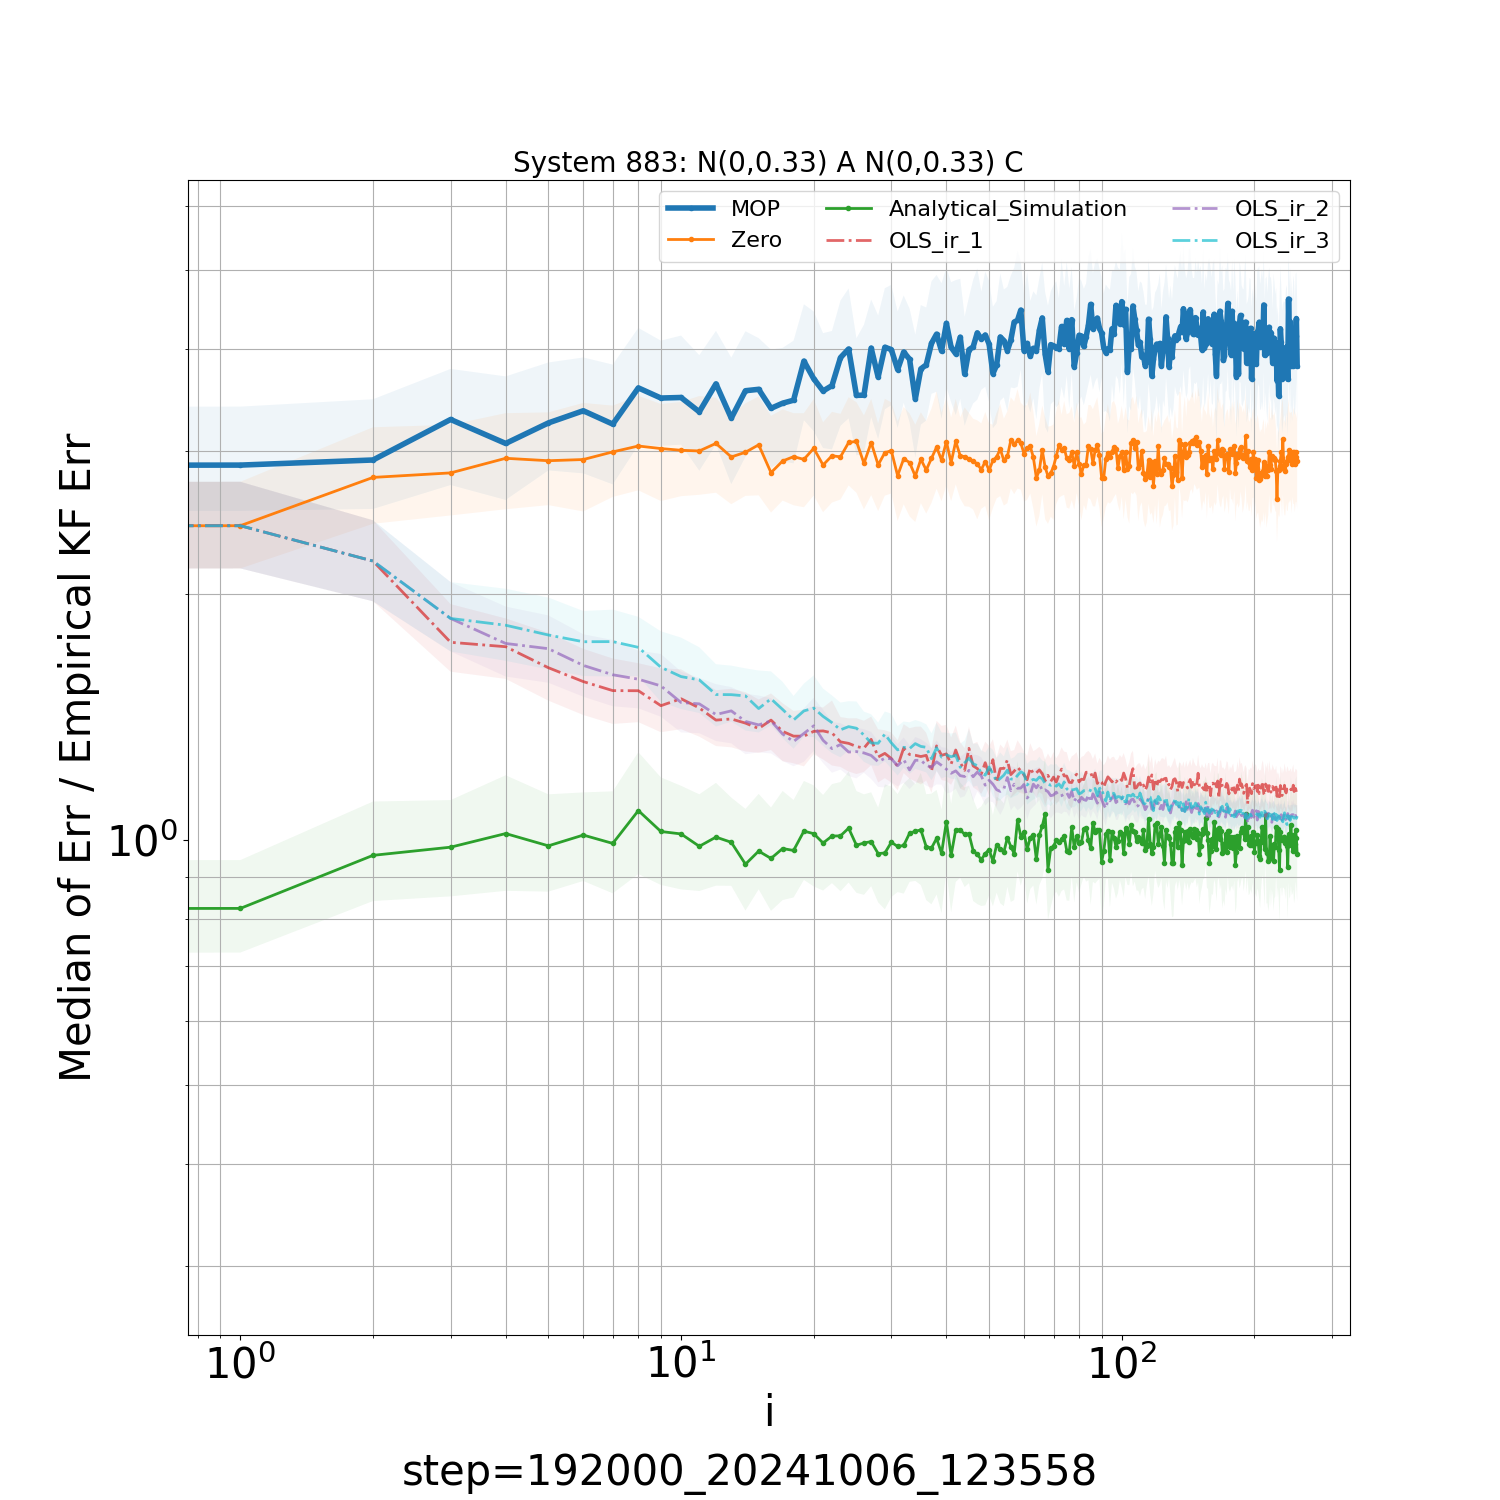 System 883: N(0,0.33) A N(0,0.33) C
MOP
Zero
Analytical_Simulation
OLS_ir_1
OLS_ir_2
OLS_ir_3
Median of Err / Empirical KF Err
10⁰
10⁰ 10¹ 10²
i
step=192000_20241006_123558